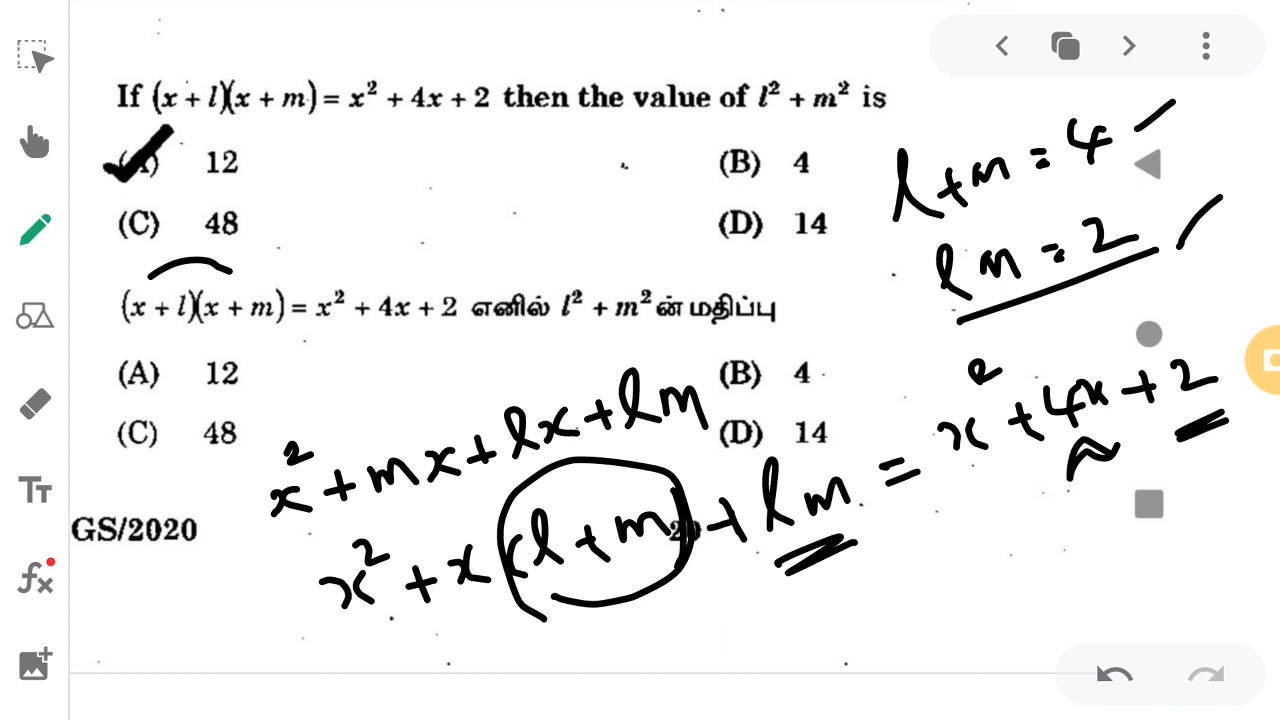 If (x + l)(x + m) = x² + 4x + 2 then the value of l² + m² is
(A) 12
(B) 4
(C) 48
(D) 14
l + m = 4
lm = 2
(x + l)(x + m) = x² + 4x + 2 எனில் l² + m² ன் மதிப்பு
(A) 12
(B) 4
(C) 48
(D) 14
x² + mx + lx + lm
x² + x (l + m) + lm = x² + 4x + 2
GS/2020
Tт
fx